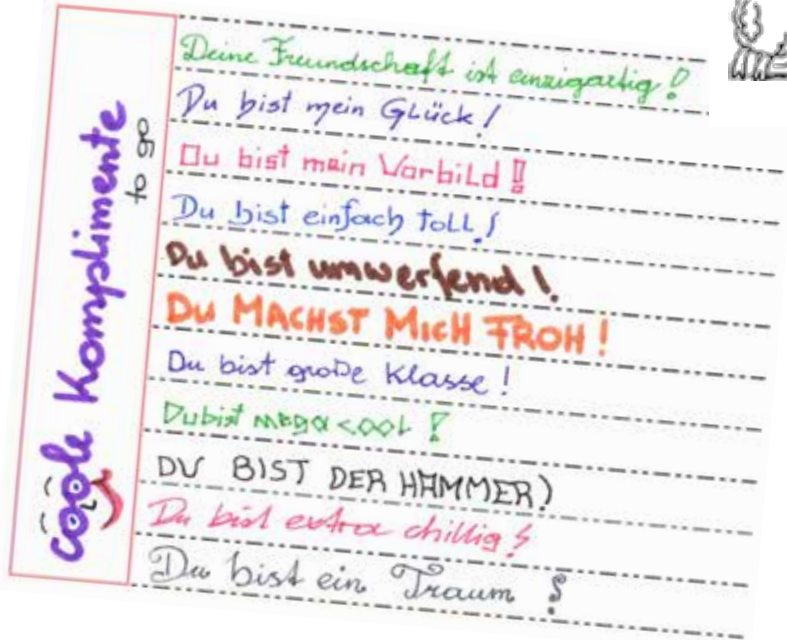 coole Komplimente
Deine Freundschaft ist einzigartig!
Du bist mein Glück!
Du bist mein Vorbild!
Du bist einfach toll!
Du bist umwerfend!
DU MACHST MICH FROH!
Du bist große Klasse!
Du bist mega cool!
DU BIST DER HAMMER)
Du bist extra chillig!
Du bist ein Traum!